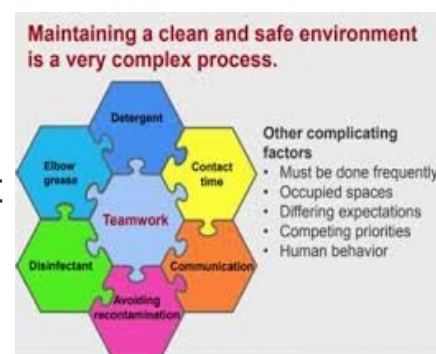 Maintaining a clean and safe environment
is a very complex process.
Detergent
Elbow
grease
Contact
time
Teamwork
Disinfectant
Communication
Avoiding
recontamination
Other complicating
factors
• Must be done frequently
• Occupied spaces
• Differing expectations
• Competing priorities
• Human behavior